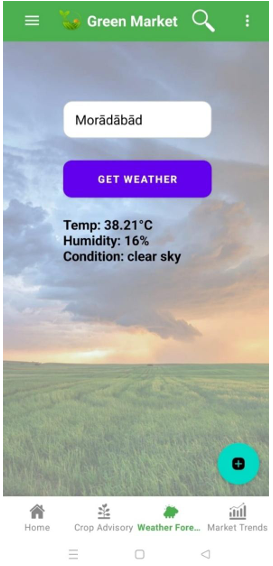 Green Market
Morādābād
GET WEATHER
Temp: 38.21°C
Humidity: 16%
Condition: clear sky
Home Crop Advisory Weather Fore... Market Trends